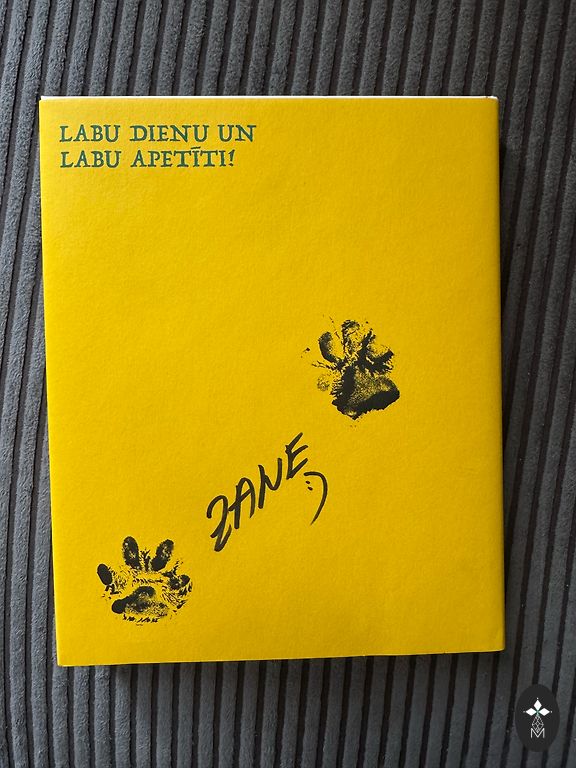 LABU DIENU UN
LABU APETĪTI!
ZANE :)